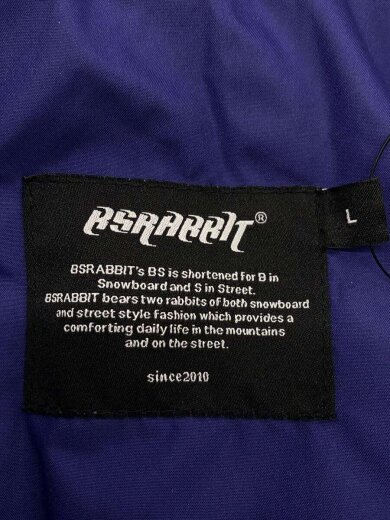 BSRABBIT®
L
BSRABBIT's BS is shortened for B in
Snowboard and S in Street.
BSRABBIT bears two rabbits of both snowboard
and street style fashion which provides a
comforting daily life in the mountains
and on the street.
since2010